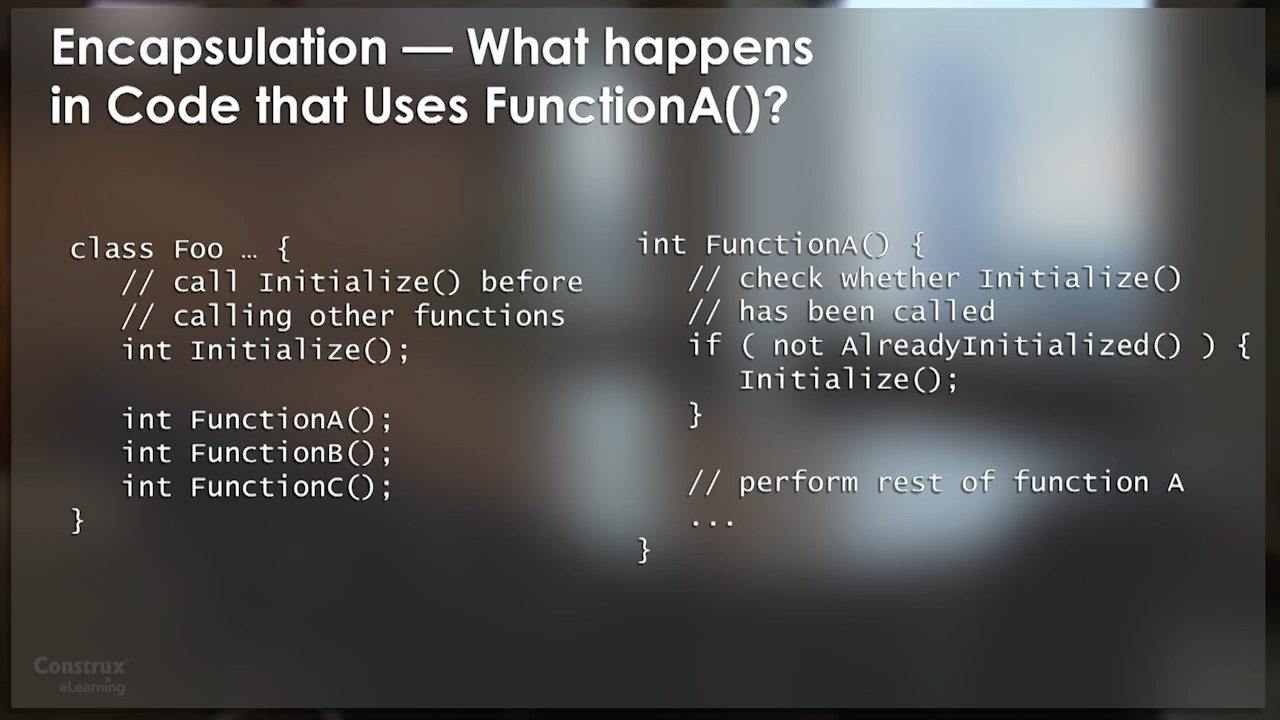 Encapsulation — What happens
in Code that Uses FunctionA()?
class Foo … {
// call Initialize() before
// calling other functions
int Initialize();
int FunctionA();
int FunctionB();
int FunctionC();
}
int FunctionA() {
// check whether Initialize()
// has been called
if ( not AlreadyInitialized() ) {
Initialize();
}
// perform rest of function A
...
}
Construx®
eLearning